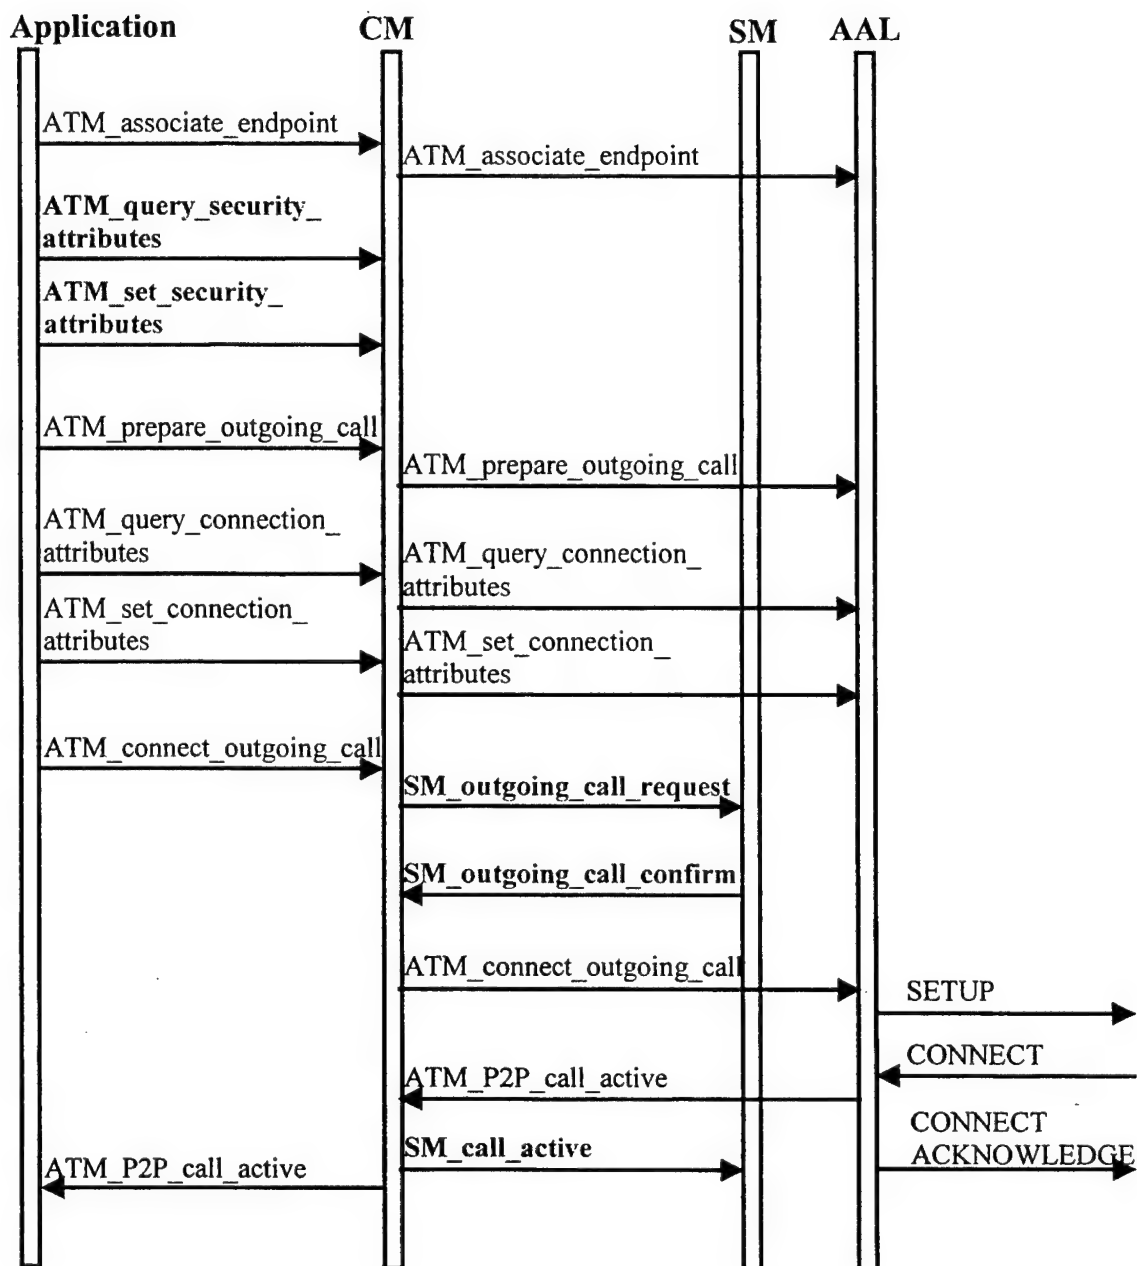 Application CM SM AAL
ATM_associate_endpoint
ATM_associate_endpoint
ATM_query_security_
attributes
ATM_set_security_
attributes
ATM_prepare_outgoing_call
ATM_prepare_outgoing_call
ATM_query_connection_
attributes
ATM_query_connection_
attributes
ATM_set_connection_
attributes
ATM_set_connection_
attributes
ATM_connect_outgoing_call
SM_outgoing_call_request
SM_outgoing_call_confirm
ATM_connect_outgoing_call
SETUP
CONNECT
ATM_P2P_call_active
CONNECT
ACKNOWLEDGE
SM_call_active
ATM_P2P_call_active